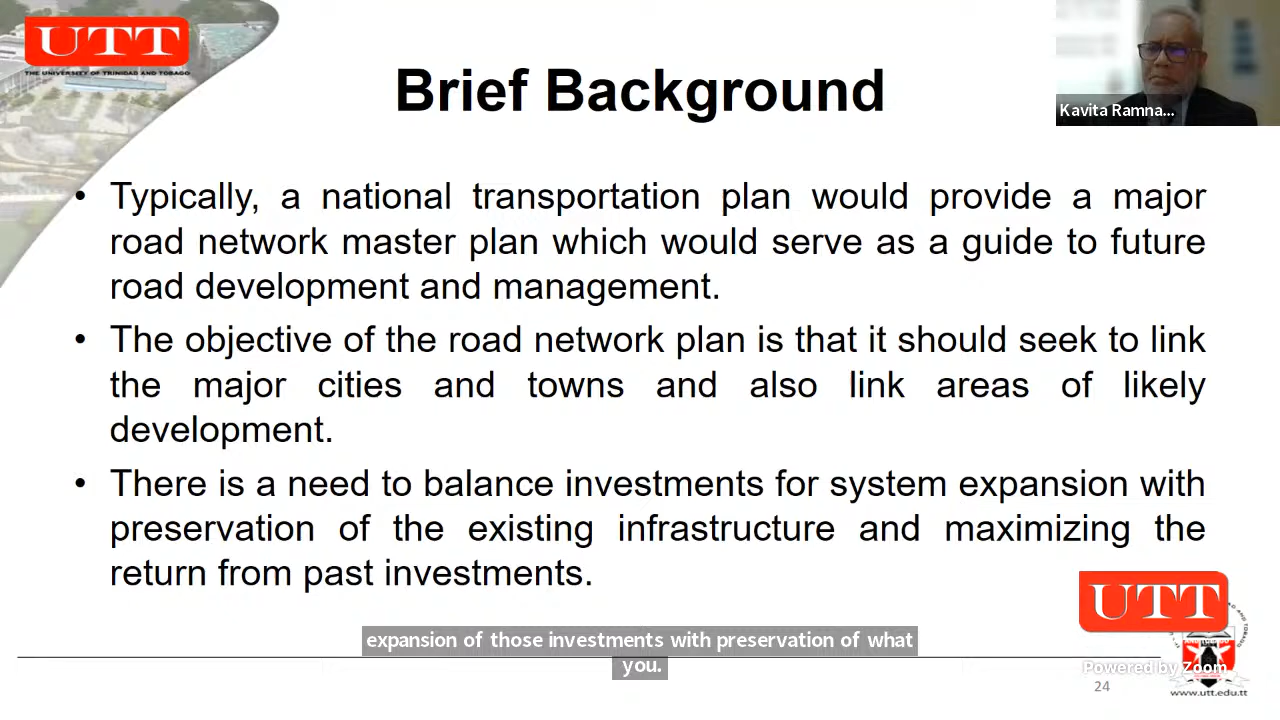 UTT
THE UNIVERSITY OF TRINIDAD AND TOBAGO
Brief Background
Kavita Ramna...
• Typically, a national transportation plan would provide a major
road network master plan which would serve as a guide to future
road development and management.
• The objective of the road network plan is that it should seek to link
the major cities and towns and also link areas of likely
development.
• There is a need to balance investments for system expansion with
preservation of the existing infrastructure and maximizing the
return from past investments.
UTT
expansion of those investments with preservation of what
you.
Powered by Zoom
24
www.utt.edu.tt